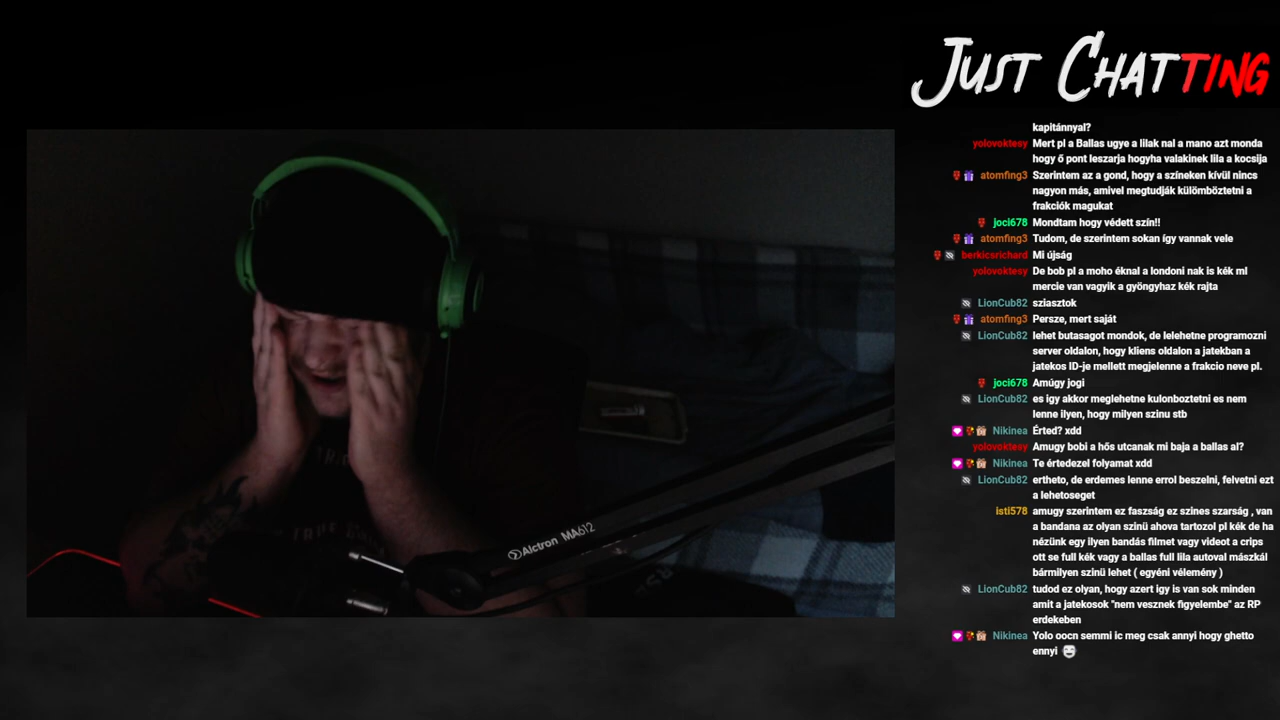 JUST CHATTING
kapitánnyal?
yolovoktesy Mert pl a Ballas ugye a lilak nal a mano azt monda
hogy ő pont leszarja hogyha valakinek lila a kocsija
atomfing3 Szerintem az a gond, hogy a színeken kívül nincs
nagyon más, amivel megtudják külömböztetni a
frakciók magukat
joci678 Mondtam hogy védett szín!!
atomfing3 Tudom, de szerintem sokan így vannak vele
berkicsrichard Mi újság
yolovoktesy De bob pl a moho éknal a londoni nak is kék ml
mercie van vagyik a gyöngyhaz kék rajta
LionCub82 sziasztok
atomfing3 Persze, mert saját
LionCub82 lehet butasagot mondok, de lelehetne programozni
server oldalon, hogy kliens oldalon a jatekban a
jatekos ID-je mellett megjelenne a frakcio neve pl.
joci678 Amúgy jogi
LionCub82 es igy akkor meglehetne kulonboztetni es nem
lenne ilyen, hogy milyen szinu stb
Nikinea Érted? xdd
yolovoktesy Amugy bobi a hős utcanak mi baja a ballas al?
Nikinea Te értedezel folyamat xdd
LionCub82 ertheto, de erdemes lenne errol beszelni, felvetni ezt
a lehetoseget
isti578 amugy szerintem ez faszság ez szines szarság , van
a bandana az olyan szinü ahova tartozol pl kék de ha
nézünk egy ilyen bandás filmet vagy videot a crips
ott se full kék vagy a ballas full lila autoval mászkál
bármilyen szinü lehet ( egyéni vélemény )
LionCub82 tudod ez olyan, hogy azert igy is van sok minden
amit a jatekosok "nem vesznek figyelembe" az RP
erdekeben
Nikinea Yolo oocn semmi ic meg csak annyi hogy ghetto
ennyi
Alctron MA612